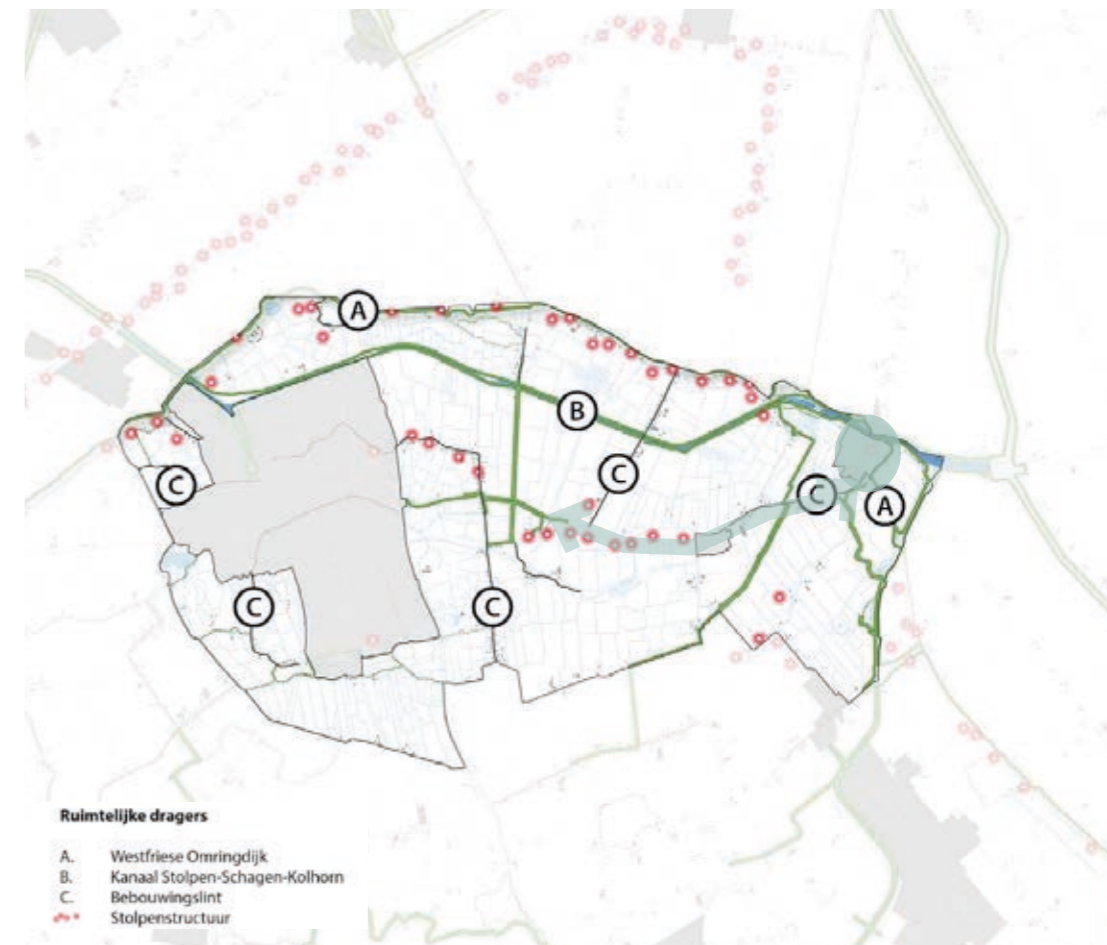 A
B
C
C
A
C
C
C
Ruimtelijke dragers
A. Westfriese Omringdijk
B. Kanaal Stolpen-Schagen-Kolhorn
C. Bebouwingslint
Stolpenstructuur